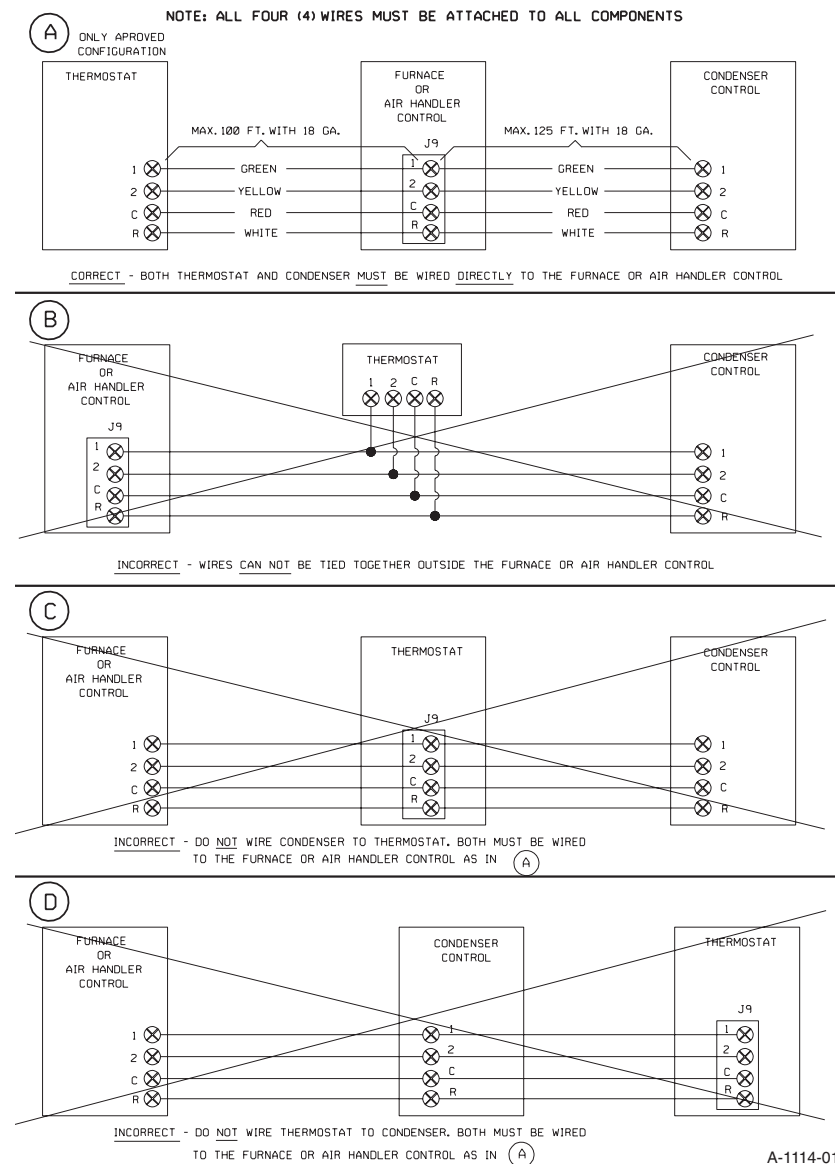 NOTE: ALL FOUR (4) WIRES MUST BE ATTACHED TO ALL COMPONENTS
A
ONLY APROVED
CONFIGURATION
THERMOSTAT
FURNACE
OR
AIR HANDLER
CONTROL
CONDENSER
CONTROL
MAX. 100 FT. WITH 18 GA.
J9
MAX. 125 FT. WITH 18 GA.
1 GREEN 1 GREEN 1
2 YELLOW 2 YELLOW 2
C RED C RED C
R WHITE R WHITE R
CORRECT - BOTH THERMOSTAT AND CONDENSER MUST BE WIRED DIRECTLY TO THE FURNACE OR AIR HANDLER CONTROL
B
FURNACE
OR
AIR HANDLER
CONTROL
THERMOSTAT
1 2 C R
CONDENSER
CONTROL
J9
1 1
2 2
C C
R R
INCORRECT - WIRES CAN NOT BE TIED TOGETHER OUTSIDE THE FURNACE OR AIR HANDLER CONTROL
C
FURNACE
OR
AIR HANDLER
CONTROL
THERMOSTAT
CONDENSER
CONTROL
J9
1 1 1
2 2 2
C C C
R R R
INCORRECT - DO NOT WIRE CONDENSER TO THERMOSTAT. BOTH MUST BE WIRED
TO THE FURNACE OR AIR HANDLER CONTROL AS IN A
D
FURNACE
OR
AIR HANDLER
CONTROL
CONDENSER
CONTROL
THERMOSTAT
J9
1 1 1
2 2 2
C C C
R R R
INCORRECT - DO NOT WIRE THERMOSTAT TO CONDENSER. BOTH MUST BE WIRED
TO THE FURNACE OR AIR HANDLER CONTROL AS IN A
A-1114-01